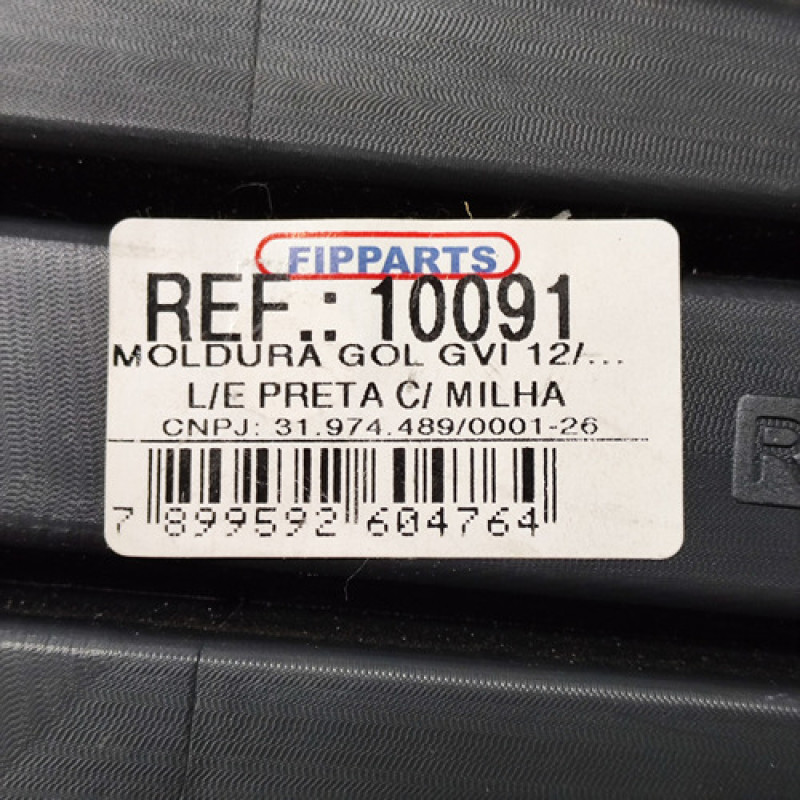 FIPPARTS
REF.: 10091
MOLDURA GOL GVI 12/...
L/E PRETA C/ MILHA
CNPJ: 31.974.489/0001-26
7 899592 604764
R